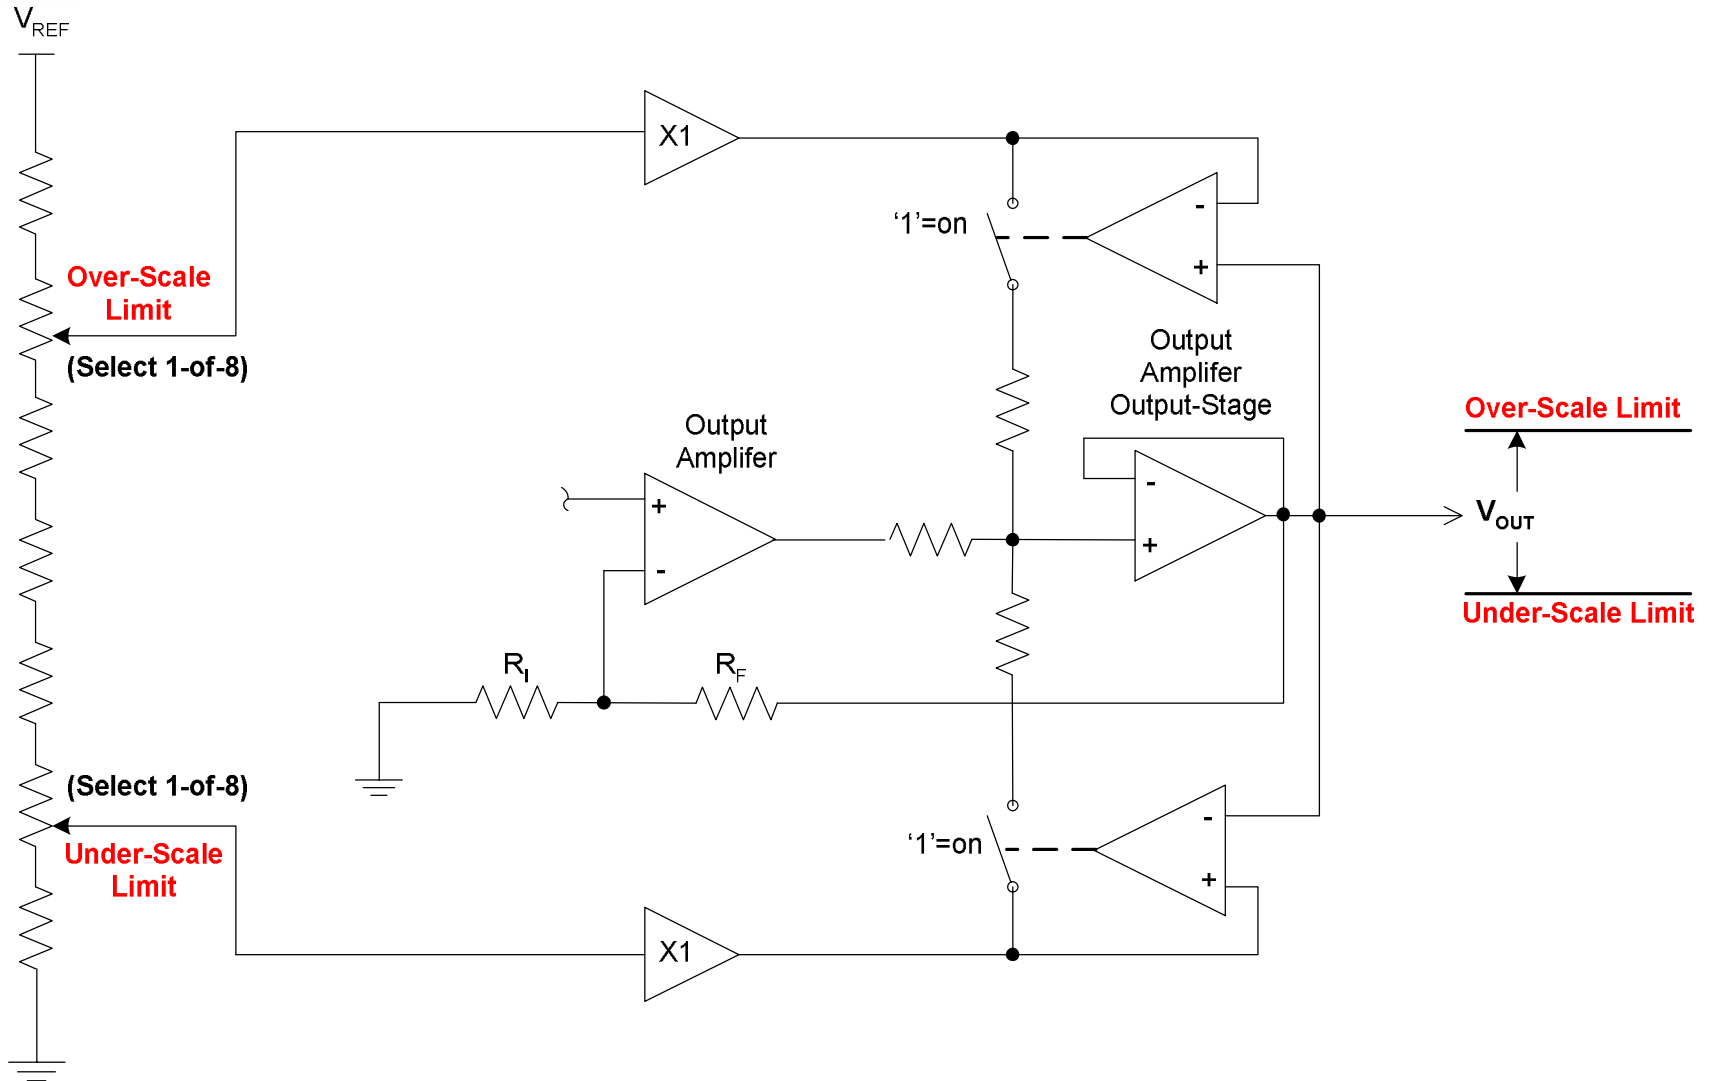 VREF
X1
'1'=on
-
+
Over-Scale
Limit
(Select 1-of-8)
Output
Amplifer
Output-Stage
Output
Amplifer
+
-
-
+
Over-Scale Limit
VOUT
Under-Scale Limit
RI
RF
(Select 1-of-8)
Under-Scale
Limit
'1'=on
-
+
X1